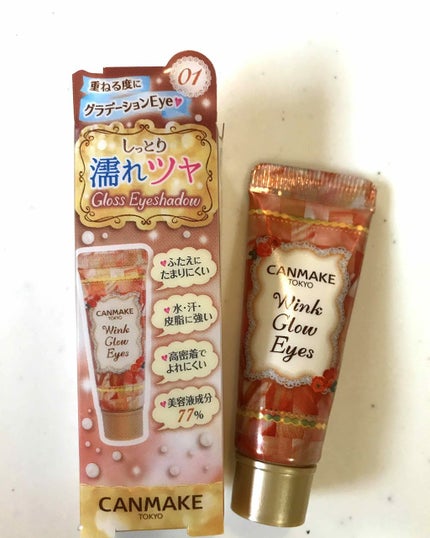 01
重ねる度に
グラデーションEye♥
しっとり
濡れツヤ
Gloss Eyeshadow
♥ふたえに
たまりにくい
♥水・汗・
皮脂に強い
♥高密着で
よれにくい
♥美容液成分
77%
CANMAKE
TOKYO
Wink
Glow
Eyes
CANMAKE
TOKYO
CANMAKE
TOKYO
Wink
Glow
Eyes